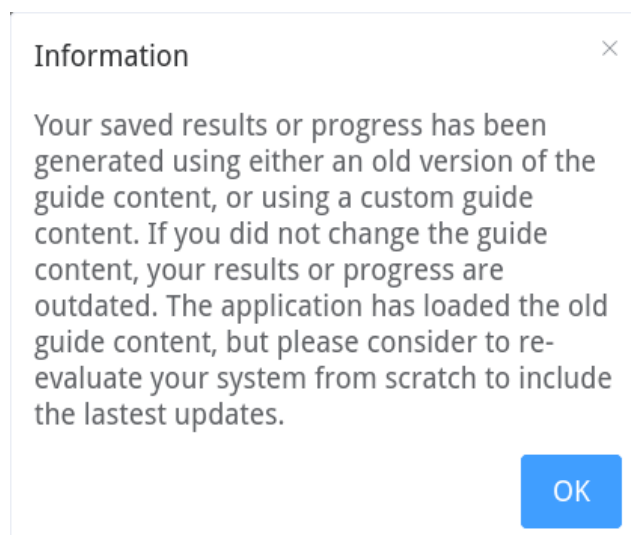 Information
Your saved results or progress has been
generated using either an old version of the
guide content, or using a custom guide
content. If you did not change the guide
content, your results or progress are
outdated. The application has loaded the old
guide content, but please consider to re-
evaluate your system from scratch to include
the lastest updates.
OK